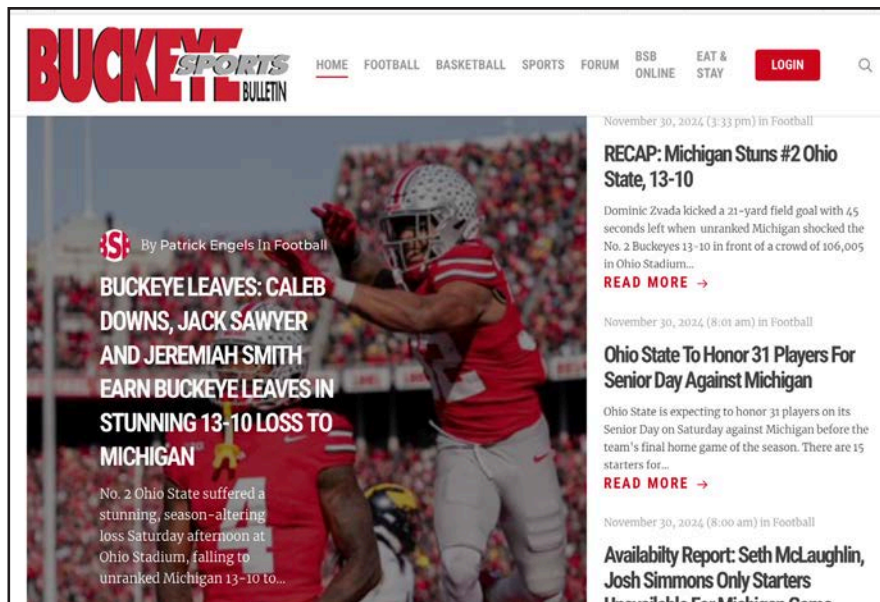 BUCKEYE
SPORTS
BULLETIN
HOME
FOOTBALL
BASKETBALL
SPORTS
FORUM
BSB
ONLINE
EAT &
STAY
LOGIN
S By Patrick Engels In Football
BUCKEYE LEAVES: CALEB
DOWNS, JACK SAWYER
AND JEREMIAH SMITH
EARN BUCKEYE LEAVES IN
STUNNING 13-10 LOSS TO
MICHIGAN
No. 2 Ohio State suffered a
stunning, season-altering
loss Saturday afternoon at
Ohio Stadium, falling to
unranked Michigan 13-10 to...
32
4
November 30, 2024 (3:33 pm) in Football
RECAP: Michigan Stuns #2 Ohio
State, 13-10
Dominic Zvada kicked a 21-yard field goal with 45
seconds left when unranked Michigan shocked the
No. 2 Buckeyes 13-10 in front of a crowd of 106,005
in Ohio Stadium...
READ MORE →
November 30, 2024 (8:01 am) in Football
Ohio State To Honor 31 Players For
Senior Day Against Michigan
Ohio State is expecting to honor 31 players on its
Senior Day on Saturday against Michigan before the
team's final home game of the season. There are 15
starters for...
READ MORE →
November 30, 2024 (8:00 am) in Football
Availabilty Report: Seth McLaughlin,
Josh Simmons Only Starters
Unavailable For Michigan Game